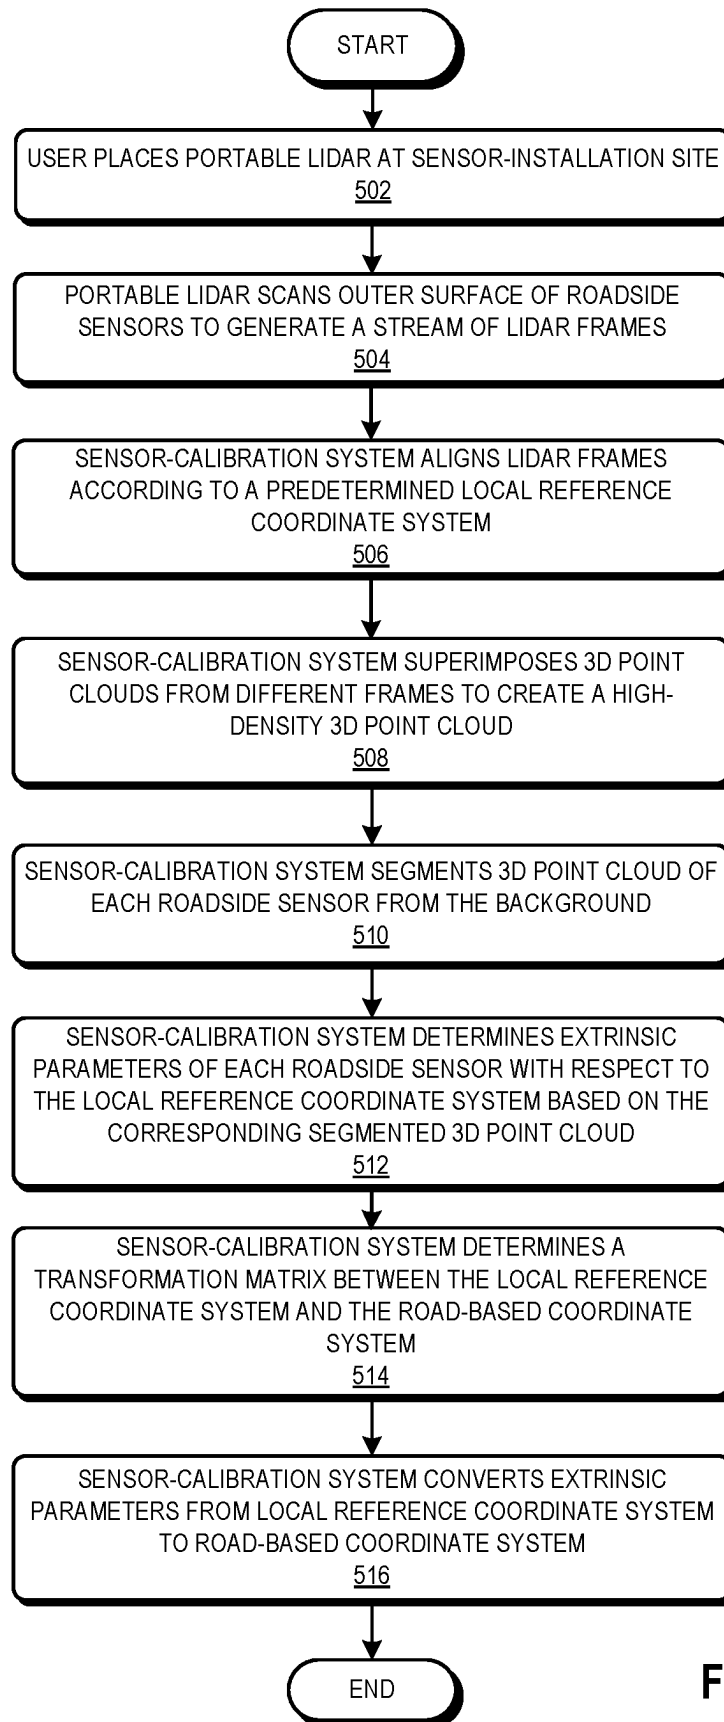 START
USER PLACES PORTABLE LIDAR AT SENSOR-INSTALLATION SITE
502
PORTABLE LIDAR SCANS OUTER SURFACE OF ROADSIDE
SENSORS TO GENERATE A STREAM OF LIDAR FRAMES
504
SENSOR-CALIBRATION SYSTEM ALIGNS LIDAR FRAMES
ACCORDING TO A PREDETERMINED LOCAL REFERENCE
COORDINATE SYSTEM
506
SENSOR-CALIBRATION SYSTEM SUPERIMPOSES 3D POINT
CLOUDS FROM DIFFERENT FRAMES TO CREATE A HIGH-
DENSITY 3D POINT CLOUD
508
SENSOR-CALIBRATION SYSTEM SEGMENTS 3D POINT CLOUD OF
EACH ROADSIDE SENSOR FROM THE BACKGROUND
510
SENSOR-CALIBRATION SYSTEM DETERMINES EXTRINSIC
PARAMETERS OF EACH ROADSIDE SENSOR WITH RESPECT TO
THE LOCAL REFERENCE COORDINATE SYSTEM BASED ON THE
CORRESPONDING SEGMENTED 3D POINT CLOUD
512
SENSOR-CALIBRATION SYSTEM DETERMINES A
TRANSFORMATION MATRIX BETWEEN THE LOCAL REFERENCE
COORDINATE SYSTEM AND THE ROAD-BASED COORDINATE
SYSTEM
514
SENSOR-CALIBRATION SYSTEM CONVERTS EXTRINSIC
PARAMETERS FROM LOCAL REFERENCE COORDINATE SYSTEM
TO ROAD-BASED COORDINATE SYSTEM
516
END
F